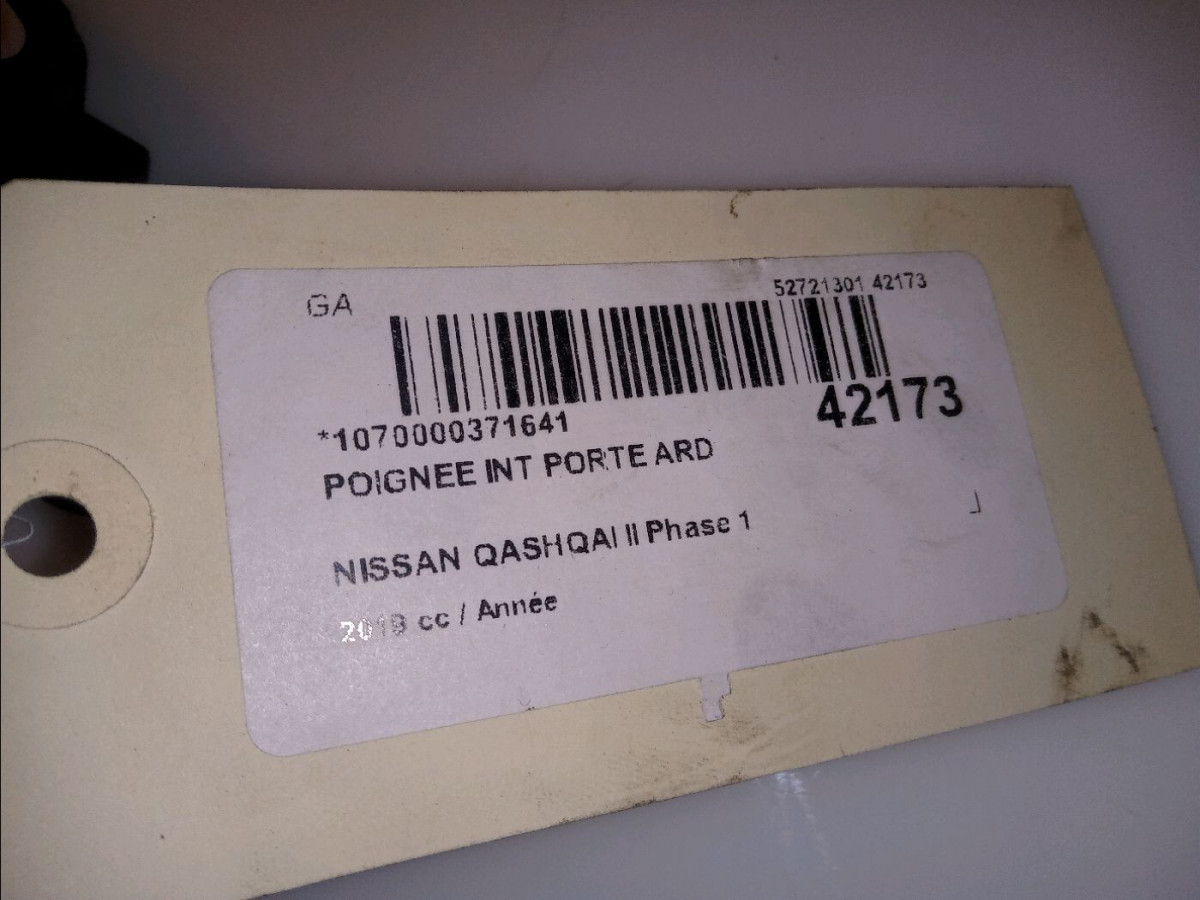 GA
52721301 42173
42173
*1070000371641
POIGNEE INT PORTE ARD
NISSAN QASHQAI II Phase 1
cc / Année